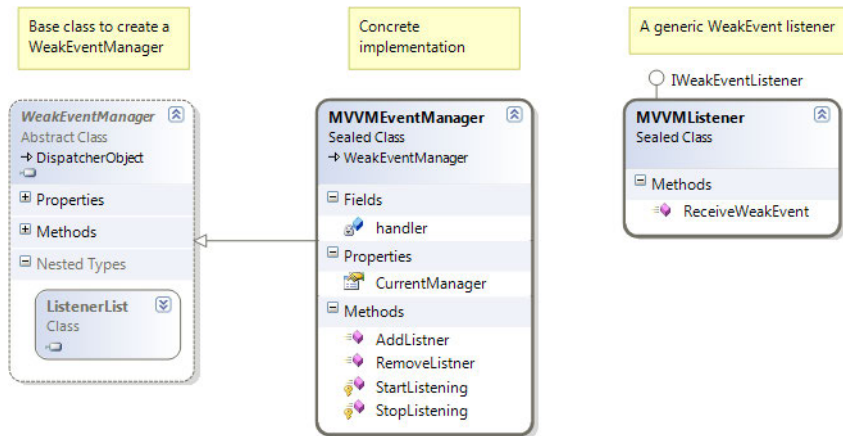 Base class to create a
WeakEventManager
Concrete
implementation
A generic WeakEvent listener
WeakEventManager
Abstract Class
DispatcherObject
Properties
Methods
Nested Types
ListenerList
Class
MVVMEventManager
Sealed Class
WeakEventManager
Fields
handler
Properties
CurrentManager
Methods
AddListner
RemoveListner
StartListening
StopListening
IWeakEventListener
MVVMListener
Sealed Class
Methods
ReceiveWeakEvent